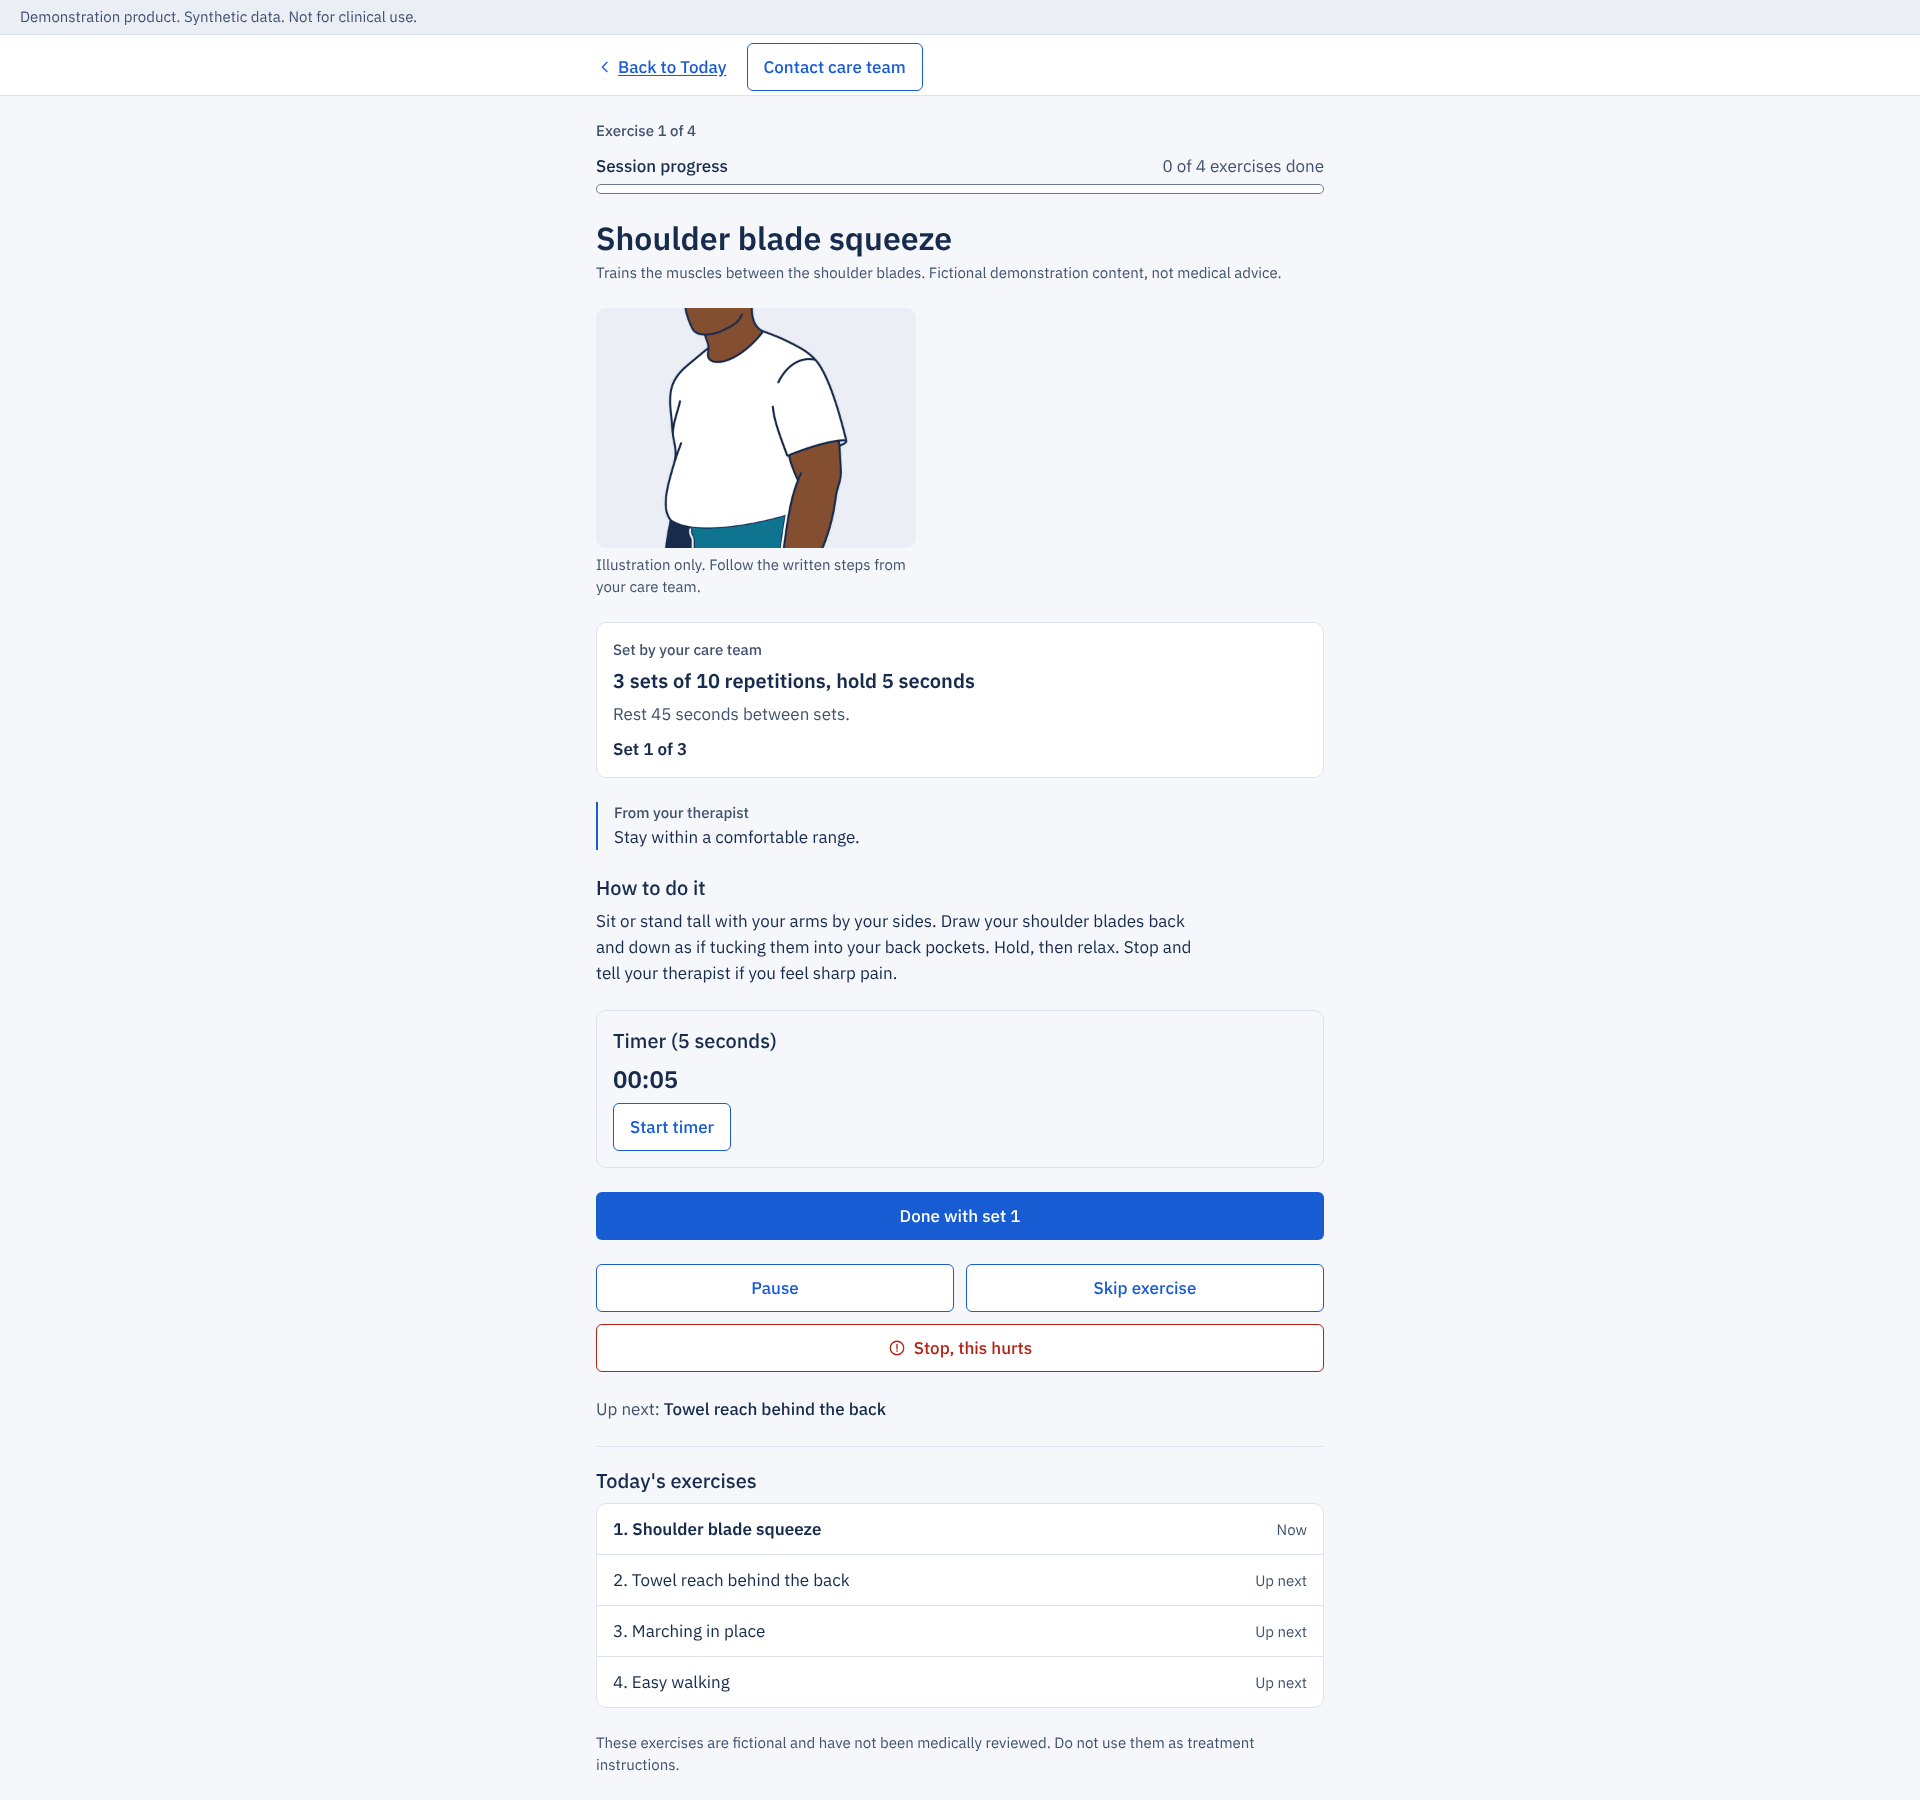 Demonstration product. Synthetic data. Not for clinical use.
Back to Today
Contact care team
Exercise 1 of 4
Session progress
0 of 4 exercises done
Shoulder blade squeeze
Trains the muscles between the shoulder blades. Fictional demonstration content, not medical advice.
Illustration only. Follow the written steps from
your care team.
Set by your care team
3 sets of 10 repetitions, hold 5 seconds
Rest 45 seconds between sets.
Set 1 of 3
From your therapist
Stay within a comfortable range.
How to do it
Sit or stand tall with your arms by your sides. Draw your shoulder blades back
and down as if tucking them into your back pockets. Hold, then relax. Stop and
tell your therapist if you feel sharp pain.
Timer (5 seconds)
00:05
Start timer
Done with set 1
Pause
Skip exercise
Stop, this hurts
Up next: Towel reach behind the back
Today's exercises
1. Shoulder blade squeeze
Now
2. Towel reach behind the back
Up next
3. Marching in place
Up next
4. Easy walking
Up next
These exercises are fictional and have not been medically reviewed. Do not use them as treatment
instructions.